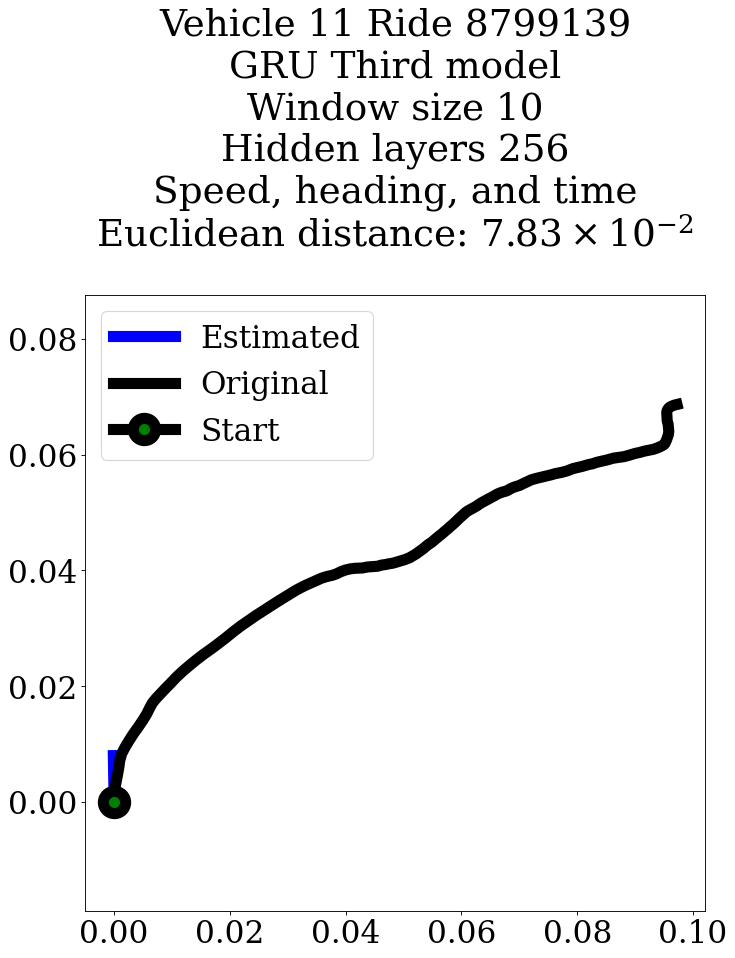 Vehicle 11 Ride 8799139
GRU Third model
Window size 10
Hidden layers 256
Speed, heading, and time
Euclidean distance: 7.83 × 10⁻²
Estimated
Original
Start
0.08
0.06
0.04
0.02
0.00
0.00 0.02 0.04 0.06 0.08 0.10